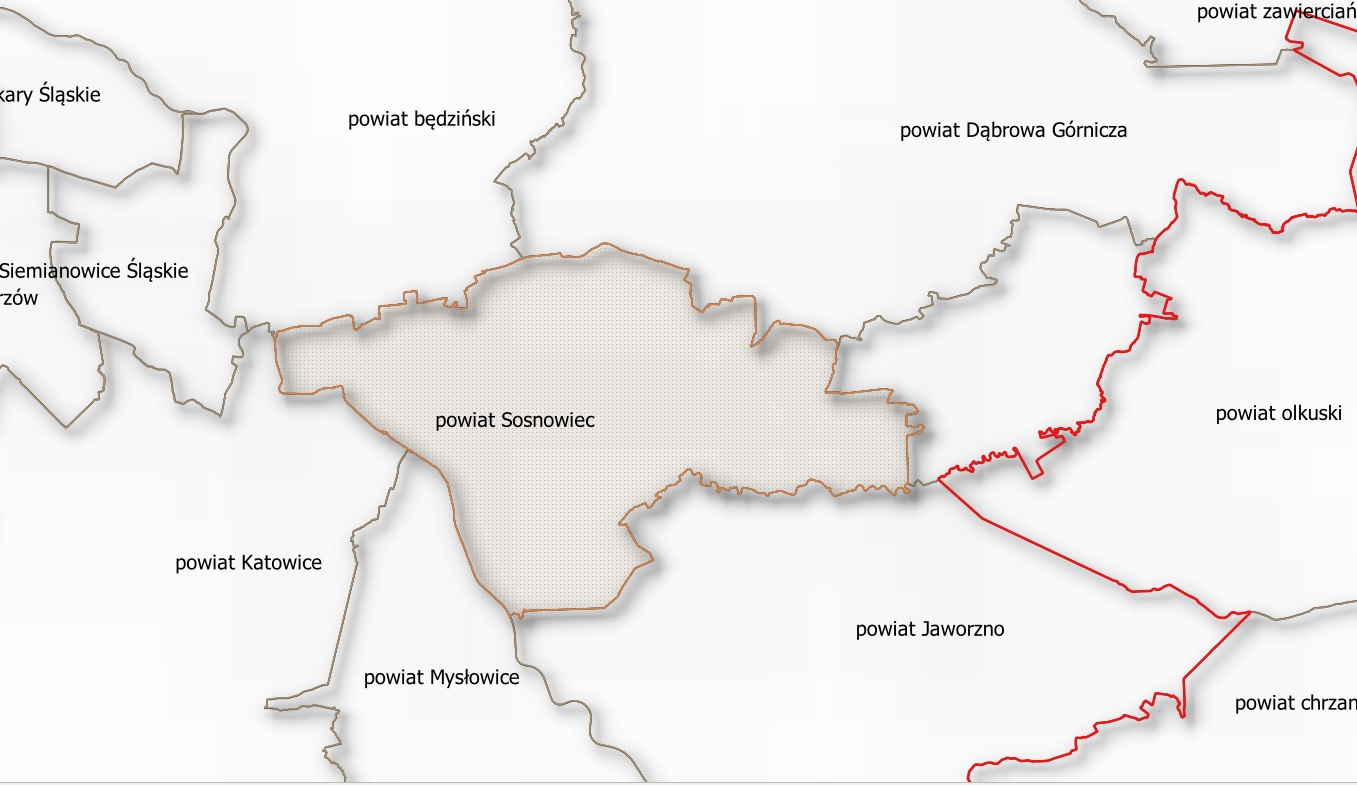 powiat zawierciań
kary Śląskie
powiat będziński
powiat Dąbrowa Górnicza
Siemianowice Śląskie
rzów
powiat Sosnowiec
powiat olkuski
powiat Katowice
powiat Jaworzno
powiat Mysłowice
powiat chrzan